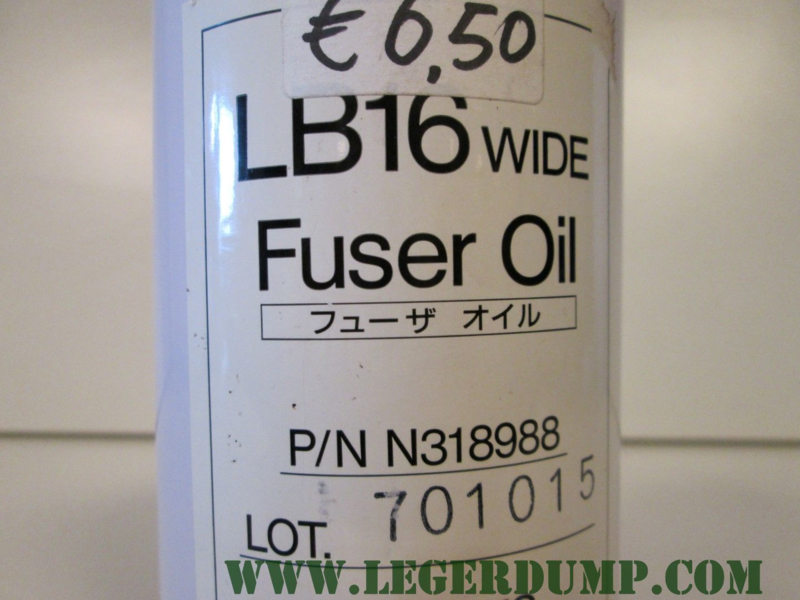 € 6,50
LB16 WIDE
Fuser Oil
フューザ オイル
P/N N318988
LOT. 701015
WWW.LEGERDUMP.COM